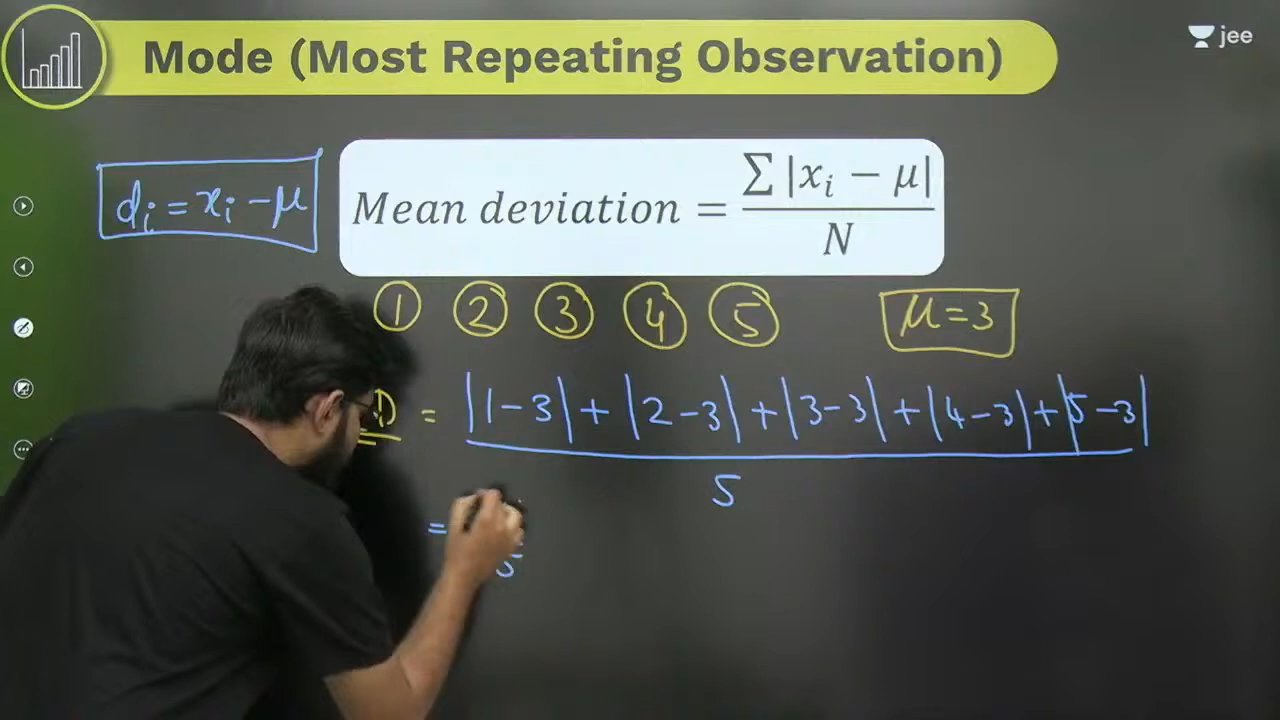 Mode (Most Repeating Observation)
jee
dᵢ = xᵢ - μ
Mean deviation = ∑ |xᵢ − μ| / N
1 2 3 4 5
μ = 3
D = |1-3| + |2-3| + |3-3| + |4-3| + |5-3|
5
=
5